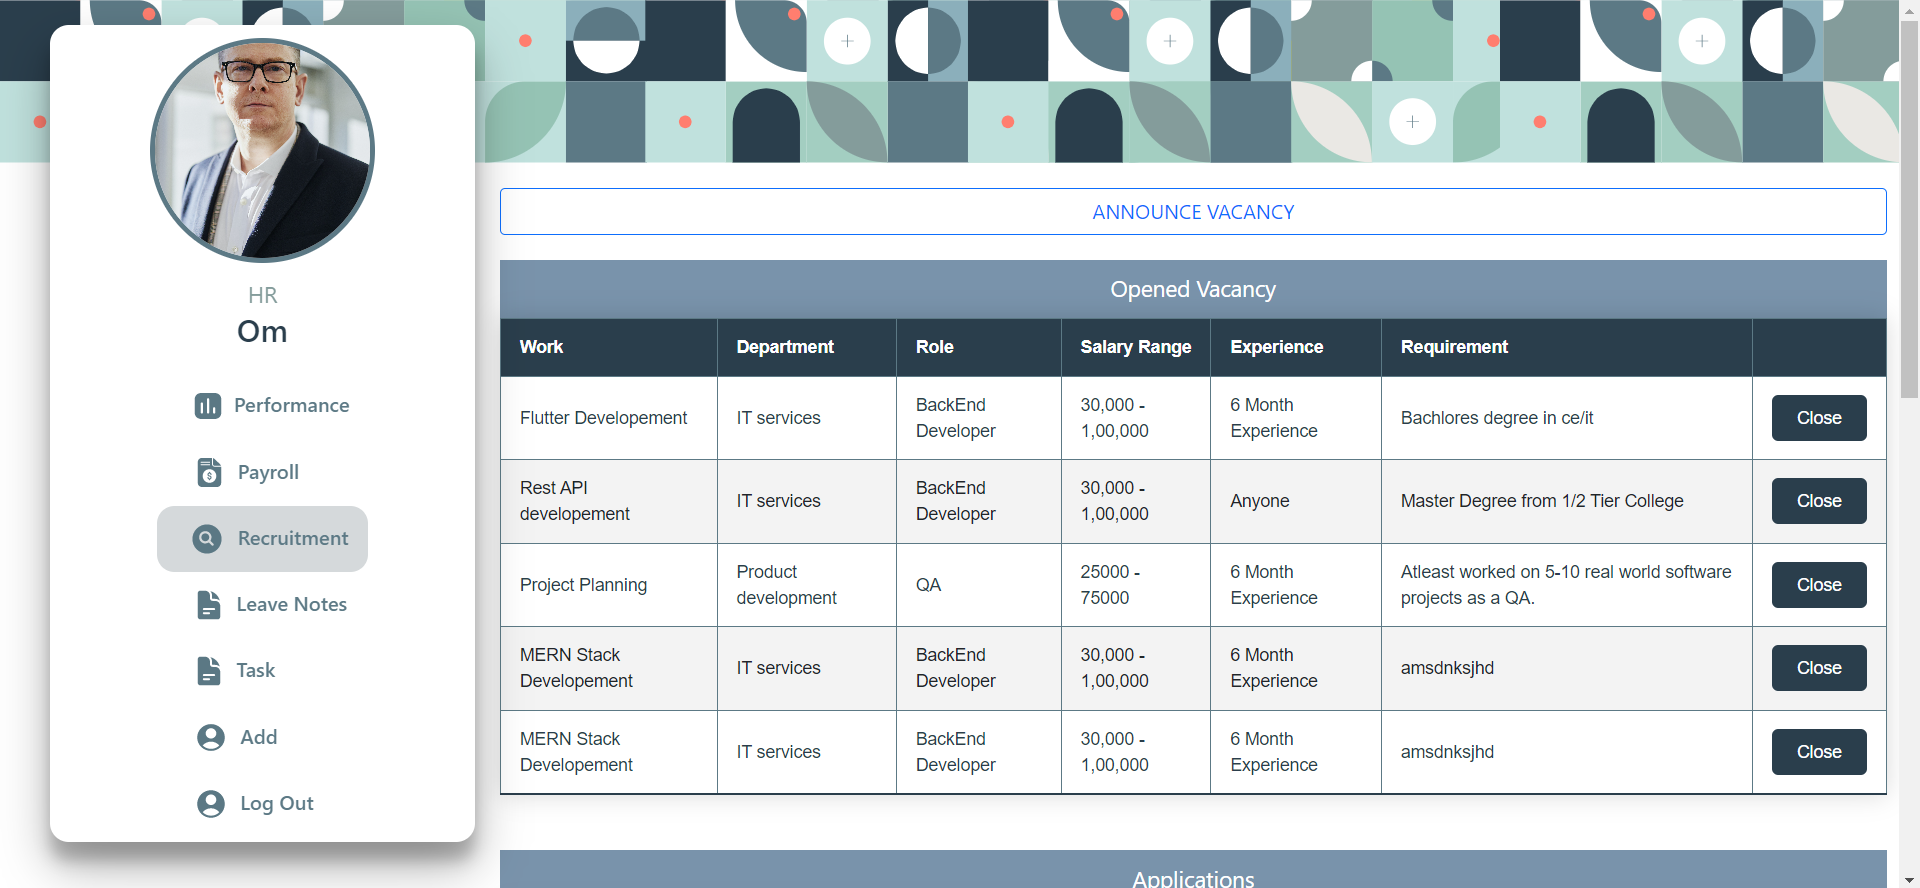 HR
Om
Performance
Payroll
Recruitment
Leave Notes
Task
Add
Log Out
ANNOUNCE VACANCY
Opened Vacancy
Work Department Role Salary Range Experience Requirement
Flutter Developement IT services BackEnd Developer 30,000 - 1,00,000 6 Month Experience Bachlores degree in ce/it Close
Rest API developement IT services BackEnd Developer 30,000 - 1,00,000 Anyone Master Degree from 1/2 Tier College Close
Project Planning Product development QA 25000 - 75000 6 Month Experience Atleast worked on 5-10 real world software projects as a QA. Close
MERN Stack Developement IT services BackEnd Developer 30,000 - 1,00,000 6 Month Experience amsdnksjhd Close
MERN Stack Developement IT services BackEnd Developer 30,000 - 1,00,000 6 Month Experience amsdnksjhd Close
Applications